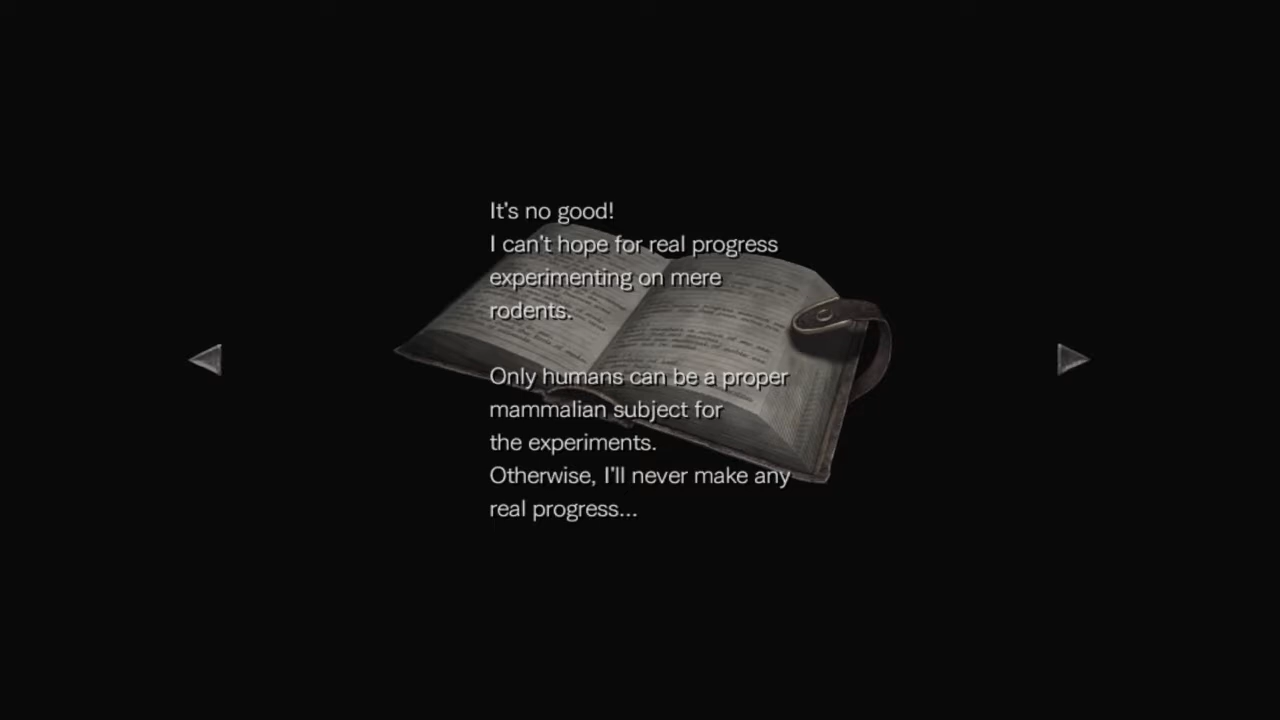 It's no good!
I can't hope for real progress
experimenting on mere
rodents.
Only humans can be a proper
mammalian subject for
the experiments.
Otherwise, I'll never make any
real progress...